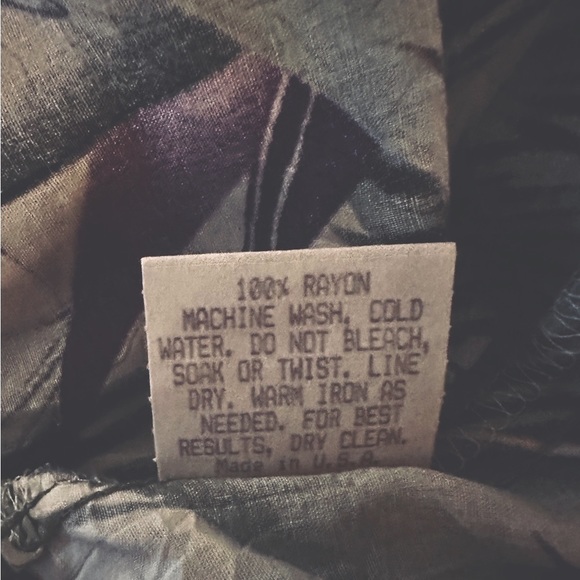 100% RAYON
MACHINE WASH. COLD
WATER. DO NOT BLEACH,
SOAK OR TWIST. LINE
DRY. WARM IRON AS
NEEDED. FOR BEST
RESULTS, DRY CLEAN.
Made in U.S.A.